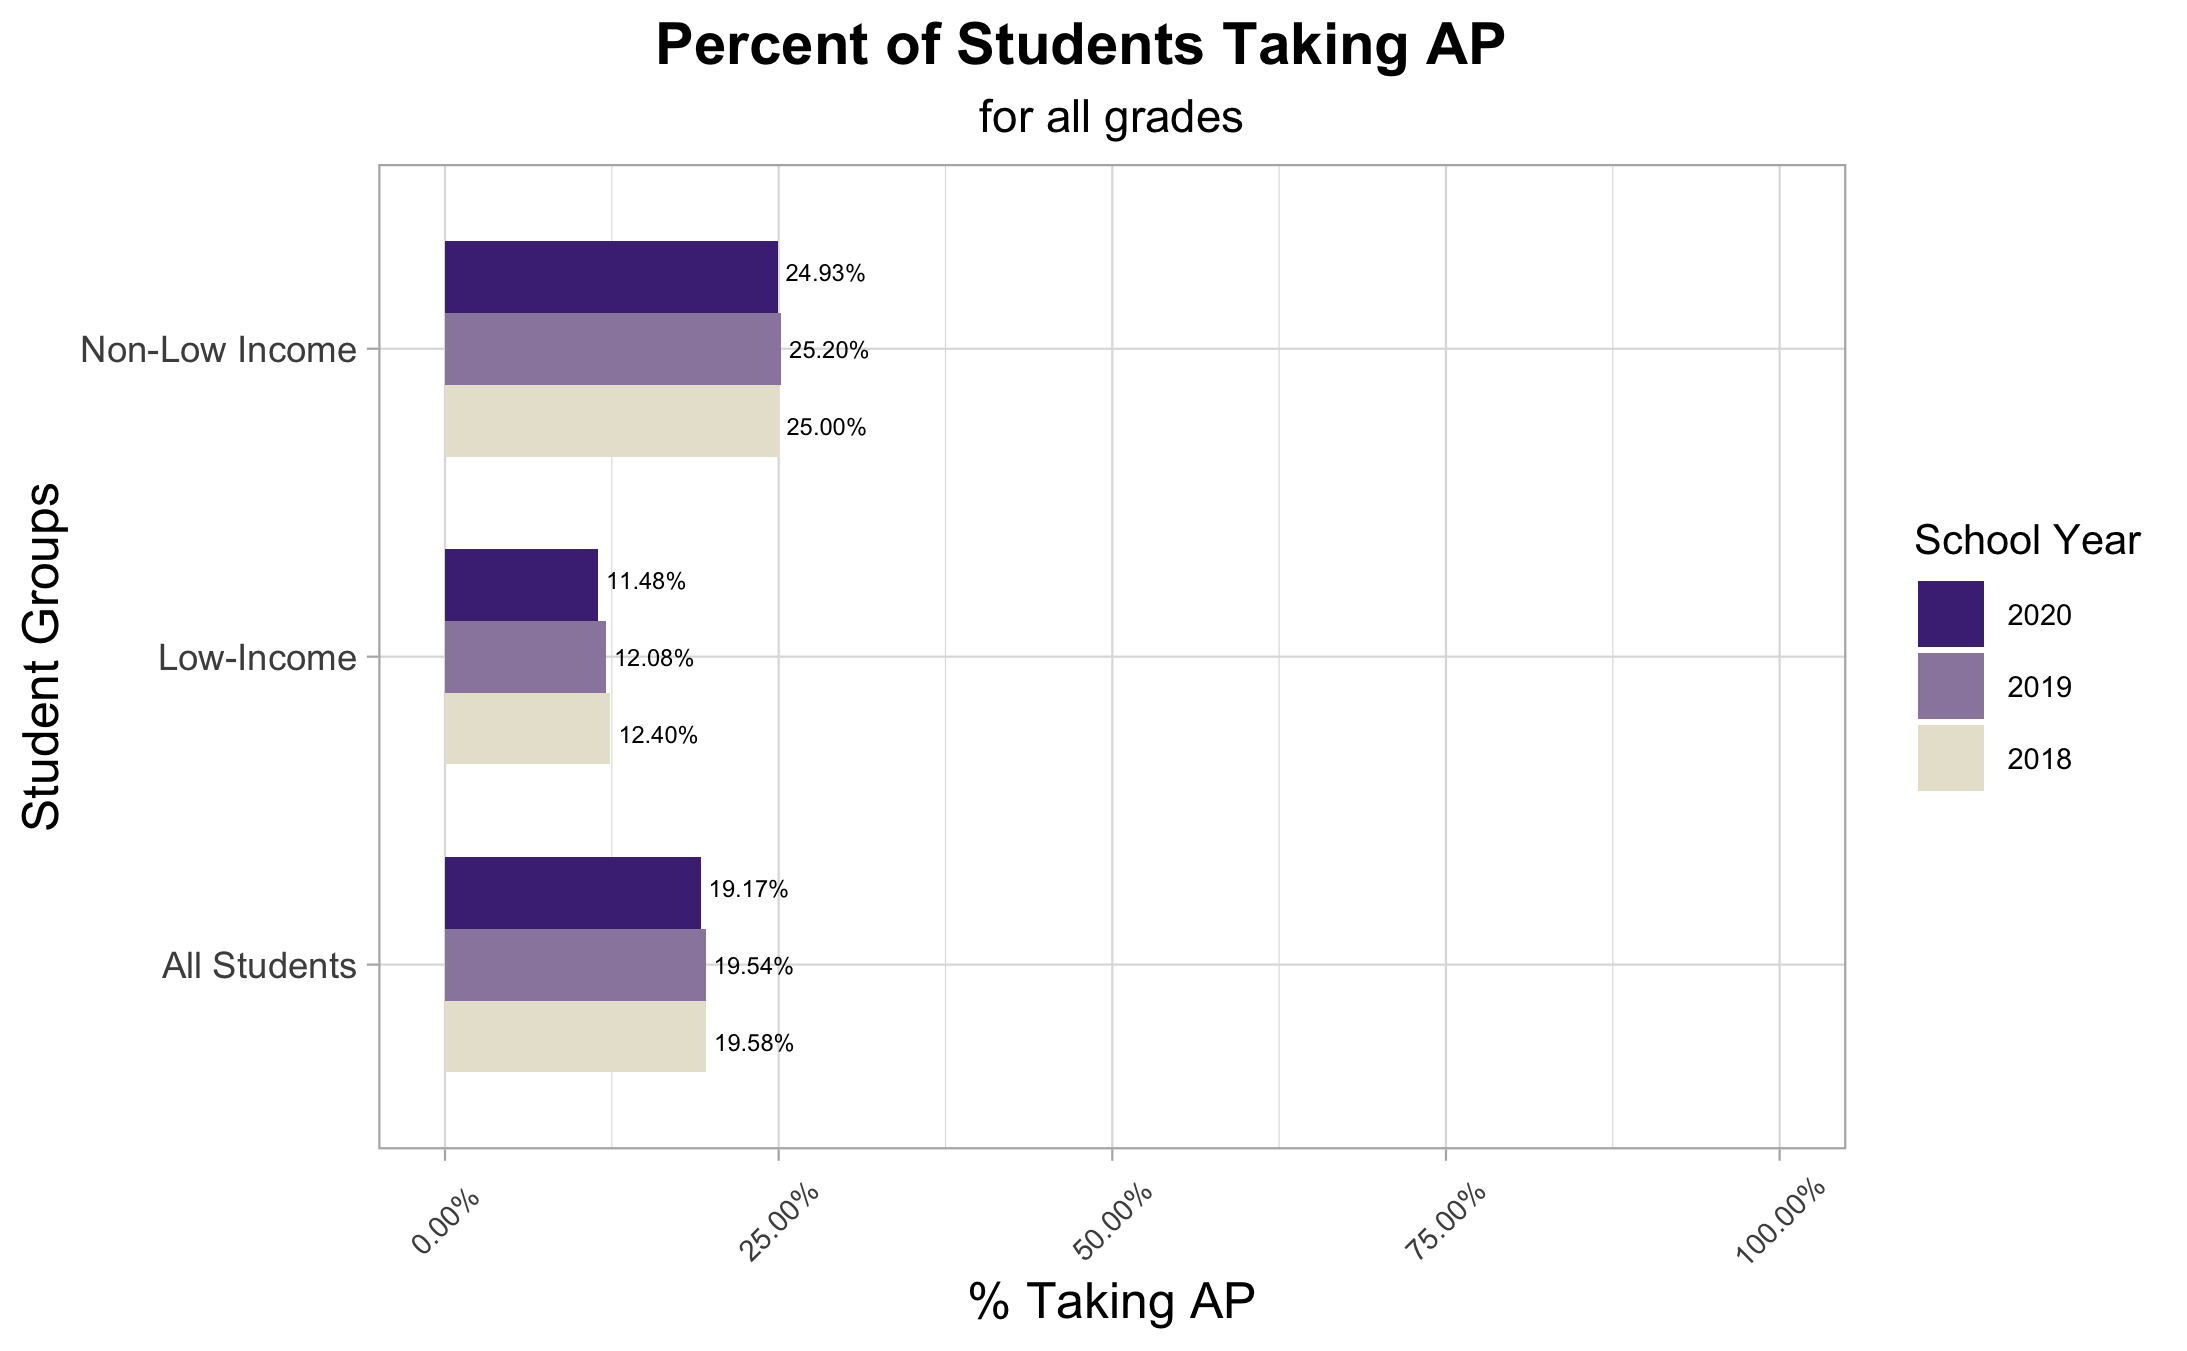 Percent of Students Taking AP
for all grades
Student Groups
Non-Low Income
24.93%
25.20%
25.00%
Low-Income
11.48%
12.08%
12.40%
All Students
19.17%
19.54%
19.58%
0.00%
25.00%
50.00%
75.00%
100.00%
% Taking AP
School Year
2020
2019
2018